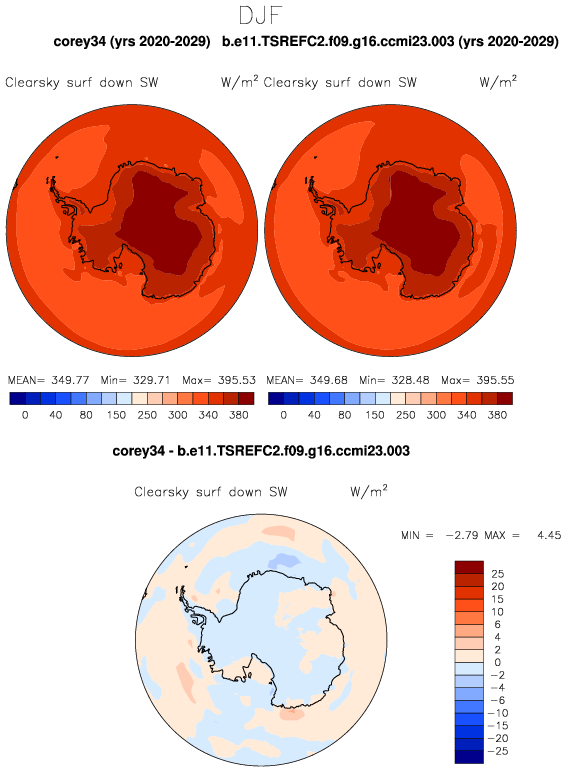 DJF
corey34 (yrs 2020-2029) b.e11.TSREFC2.f09.g16.ccmi23.003 (yrs 2020-2029)
Clearsky surf down SW W/m² Clearsky surf down SW W/m²
MEAN= 349.77 Min= 329.71 Max= 395.53 MEAN= 349.68 Min= 328.48 Max= 395.55
0 40 80 150 250 300 340 380 0 40 80 150 250 300 340 380
corey34 - b.e11.TSREFC2.f09.g16.ccmi23.003
Clearsky surf down SW W/m²
MIN = -2.79 MAX = 4.45
25
20
15
10
6
4
2
0
-2
-4
-6
-10
-15
-20
-25